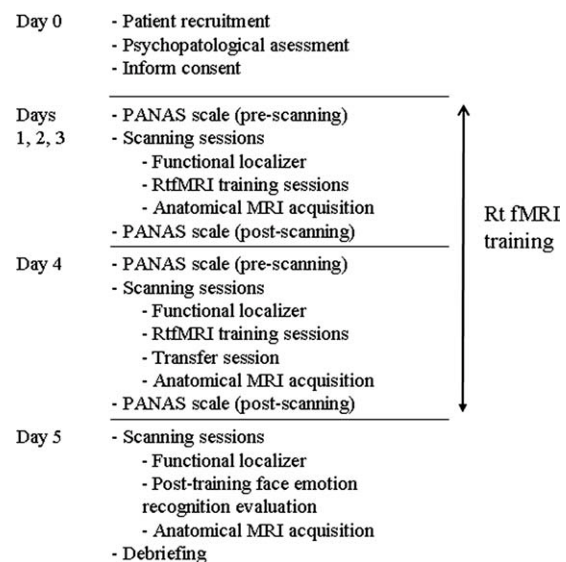 Day 0 - Patient recruitment
- Psychopatological asessment
- Inform consent
Days - PANAS scale (pre-scanning)
1, 2, 3 - Scanning sessions
- Functional localizer
- RtfMRI training sessions
- Anatomical MRI acquisition
- PANAS scale (post-scanning)
Day 4 - PANAS scale (pre-scanning)
- Scanning sessions
- Functional localizer
- RtfMRI training sessions
- Transfer session
- Anatomical MRI acquisition
- PANAS scale (post-scanning)
Day 5 - Scanning sessions
- Functional localizer
- Post-training face emotion
recognition evaluation
- Anatomical MRI acquisition
- Debriefing
Rt fMRI
training